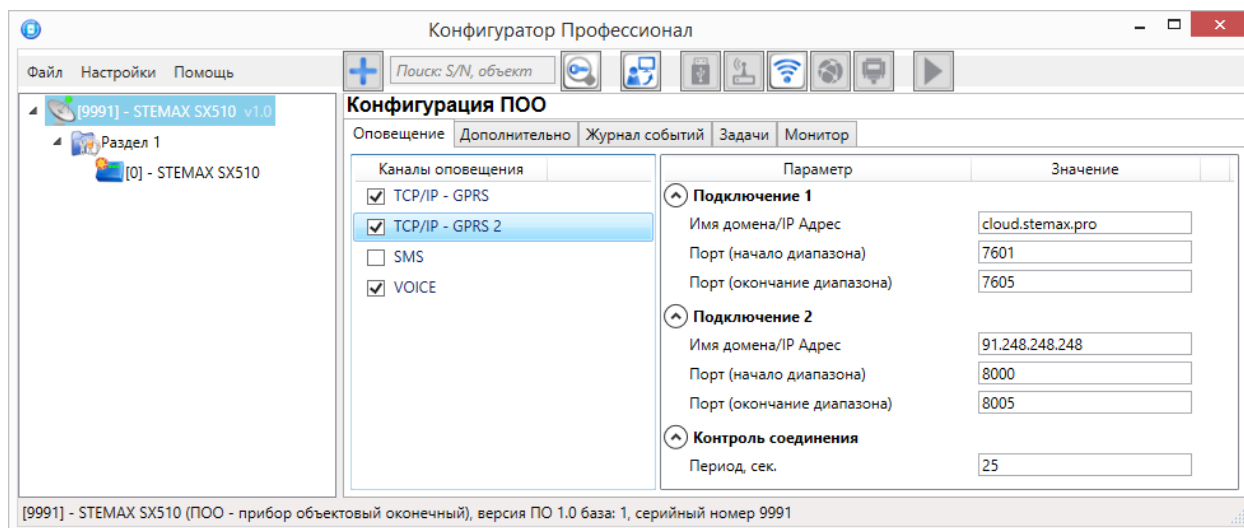 Конфигуратор Профессионал
Файл Настройки Помощь
Поиск: S/N, объект
[9991] - STEMAX SX510 v1.0
Раздел 1
[0] - STEMAX SX510
Конфигурация ПОО
Оповещение Дополнительно Журнал событий Задачи Монитор
Каналы оповещения
TCP/IP - GPRS
TCP/IP - GPRS 2
SMS
VOICE
Параметр Значение
Подключение 1
Имя домена/IP Адрес cloud.stemax.pro
Порт (начало диапазона) 7601
Порт (окончание диапазона) 7605
Подключение 2
Имя домена/IP Адрес 91.248.248.248
Порт (начало диапазона) 8000
Порт (окончание диапазона) 8005
Контроль соединения
Период, сек. 25
[9991] - STEMAX SX510 (ПОО - прибор объектовый оконечный), версия ПО 1.0 база: 1, серийный номер 9991